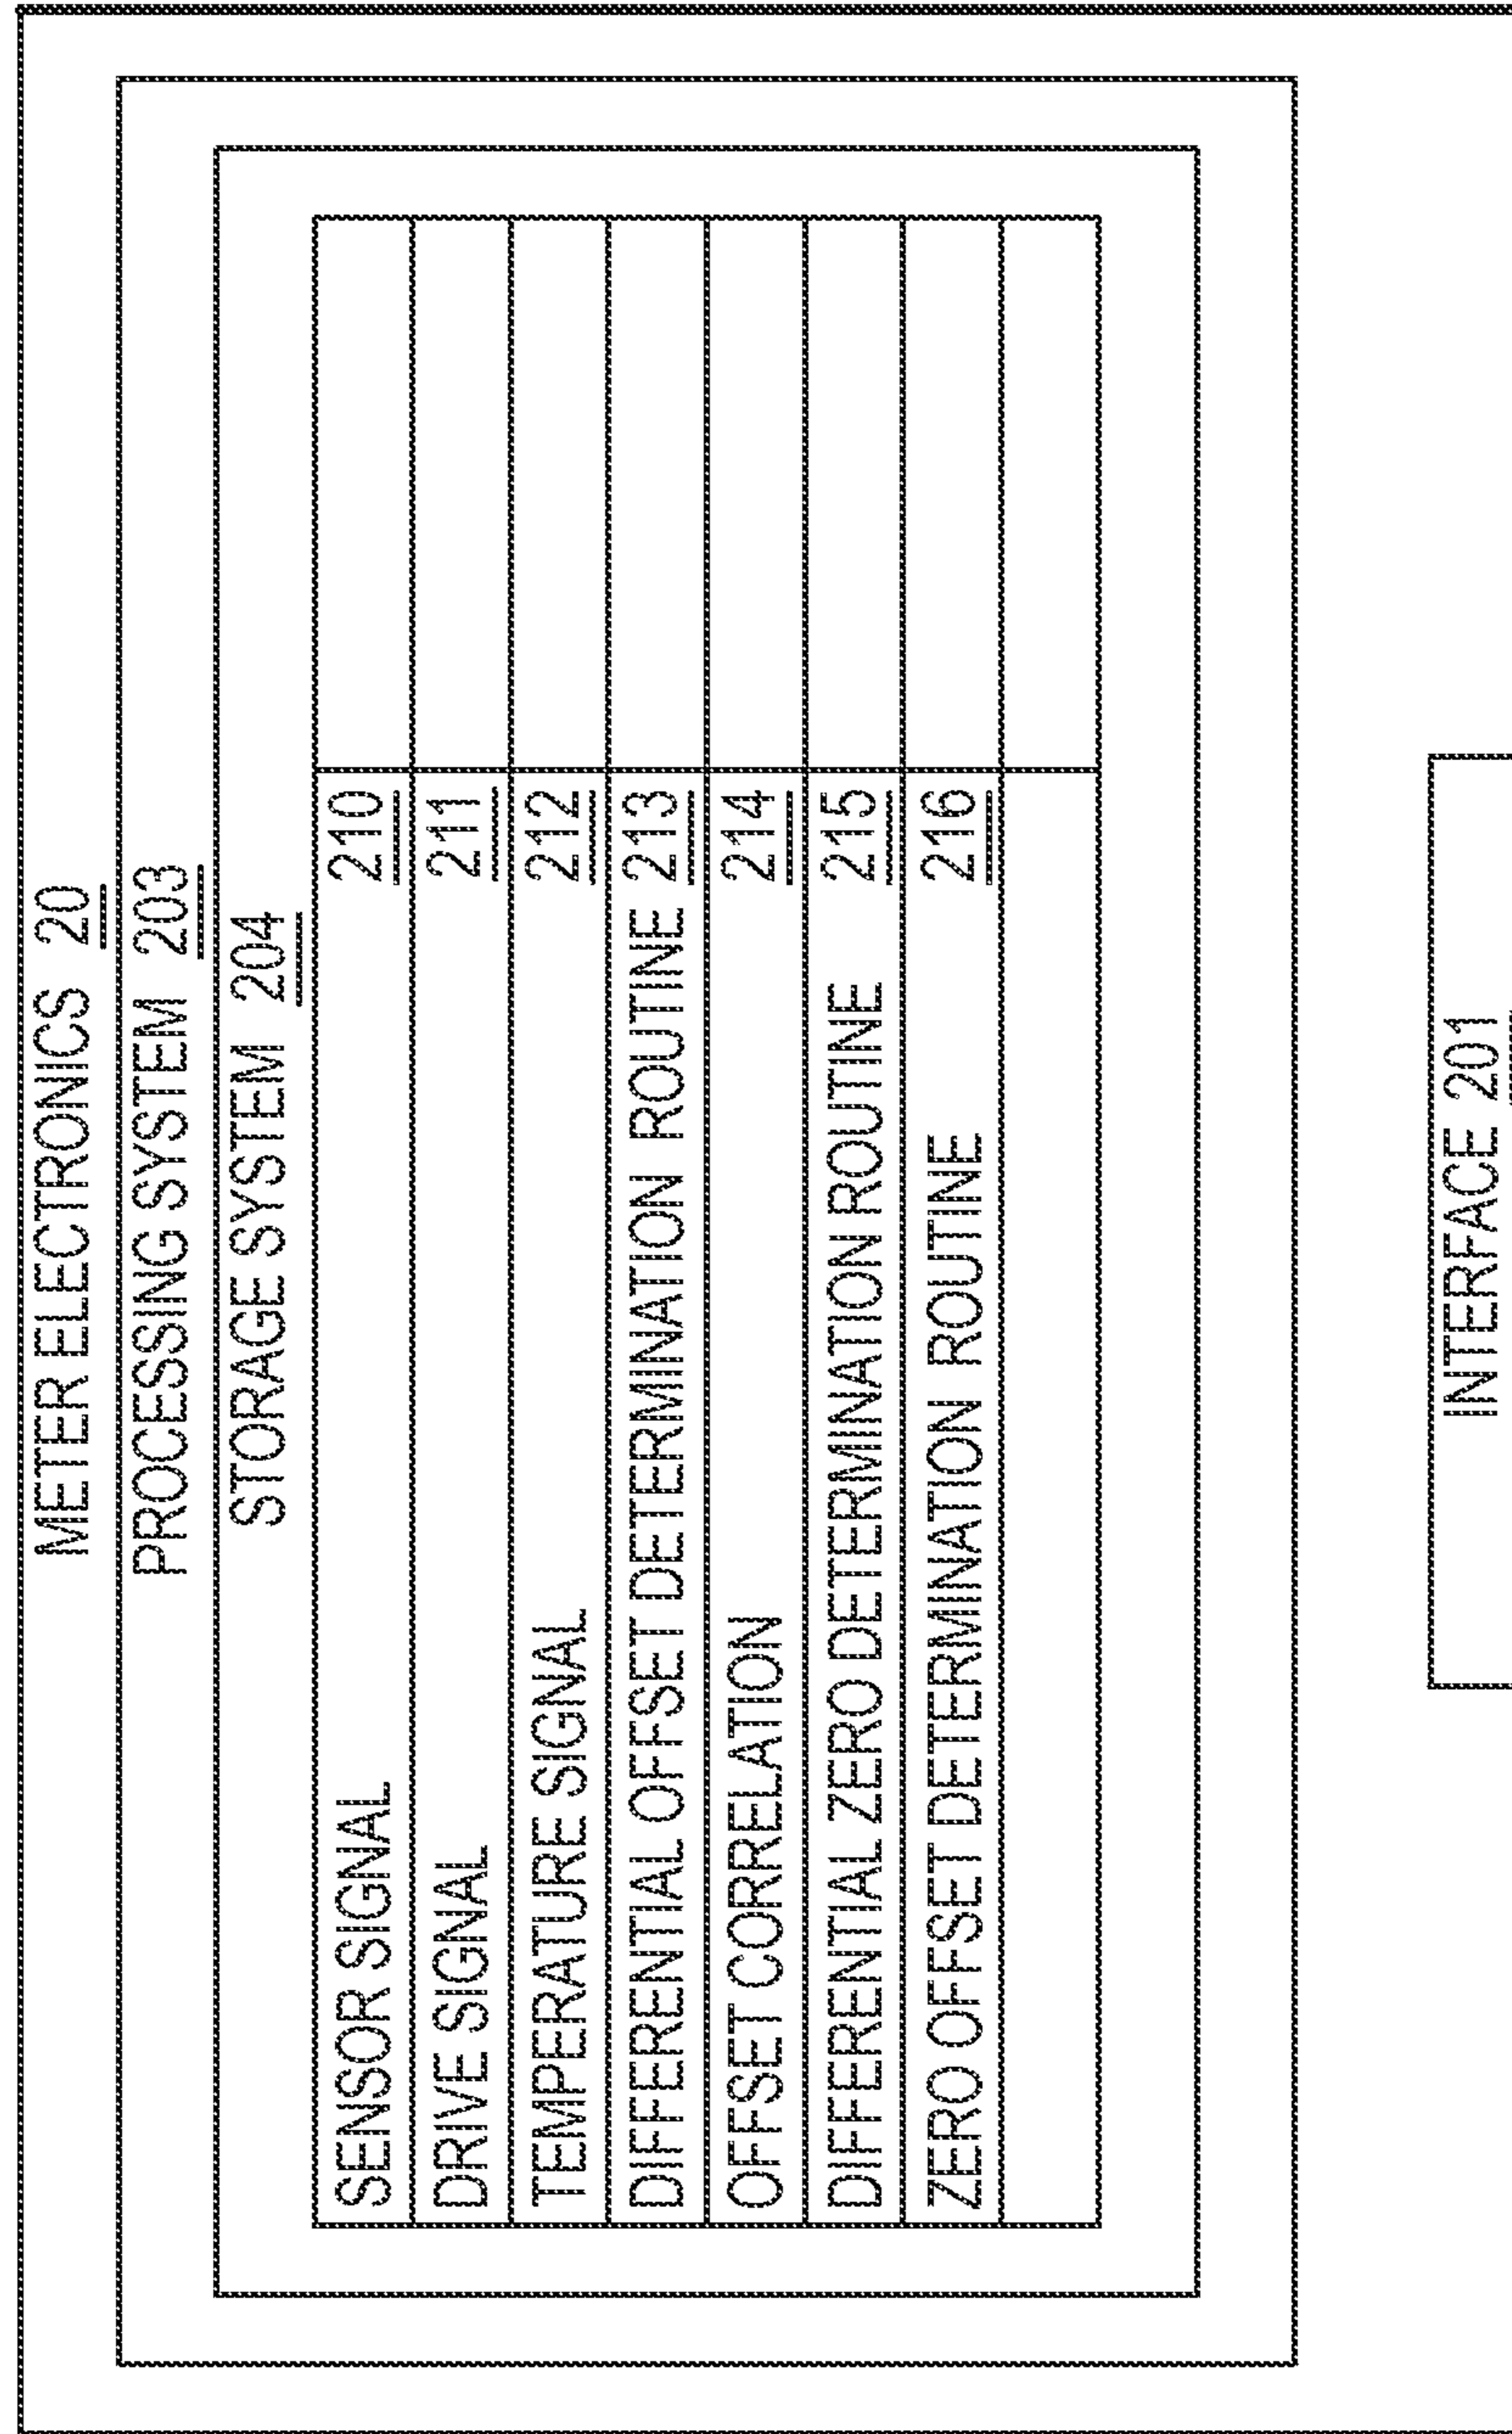 METER ELECTRONICS 20
PROCESSING SYSTEM 203
STORAGE SYSTEM 204
SENSOR SIGNAL 210
DRIVE SIGNAL 211
TEMPERATURE SIGNAL 212
DIFFERENTIAL OFFSET DETERMINATION ROUTINE 213
OFFSET CORRELATION 214
DIFFERENTIAL ZERO DETERMINATION ROUTINE 215
ZERO OFFSET DETERMINATION ROUTINE 216
INTERFACE 201